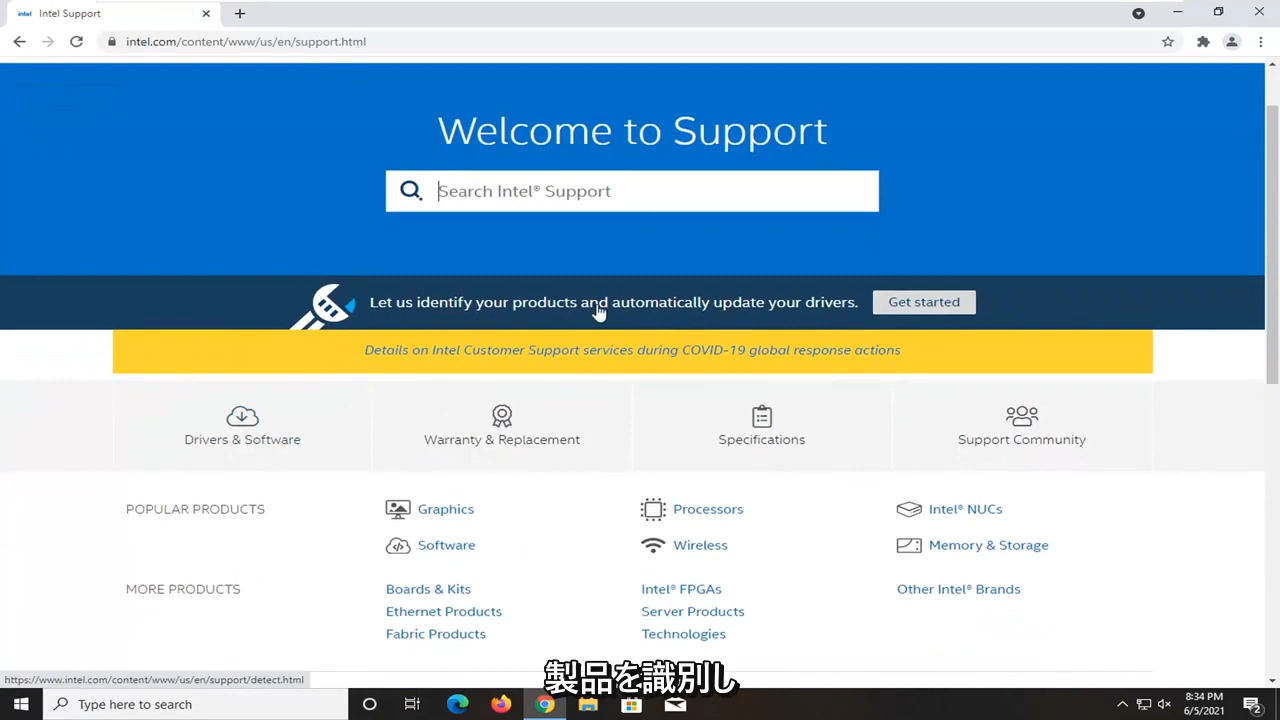 intel Intel Support
intel.com/content/www/us/en/support.html
Welcome to Support
Search Intel® Support
Let us identify your products and automatically update your drivers. Get started
Details on Intel Customer Support services during COVID-19 global response actions
Drivers & Software Warranty & Replacement Specifications Support Community
POPULAR PRODUCTS Graphics Processors Intel® NUCs
Software Wireless Memory & Storage
MORE PRODUCTS Boards & Kits Intel® FPGAs Other Intel® Brands
Ethernet Products Server Products
Fabric Products Technologies
製品を識別し
https://www.intel.com/content/www/us/en/support/detect.html
Type here to search
8:34 PM
6/5/2021
2